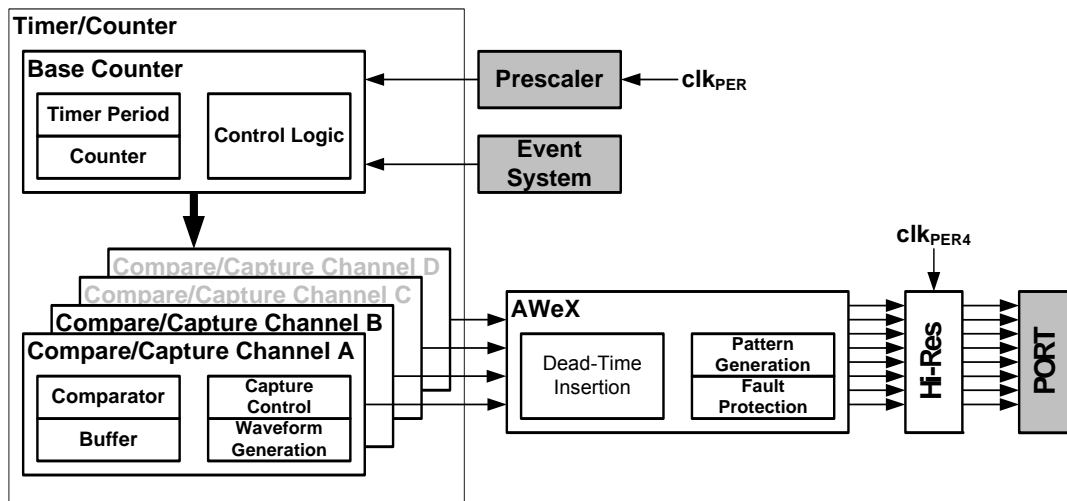 Timer/Counter
Base Counter
Timer Period
Counter
Control Logic
Prescaler
clkPER
Event
System
Compare/Capture Channel D
Compare/Capture Channel C
Compare/Capture Channel B
Compare/Capture Channel A
Comparator
Buffer
Capture
Control
Waveform
Generation
AWeX
Dead-Time
Insertion
Pattern
Generation
Fault
Protection
clkPER4
Hi-Res
PORT